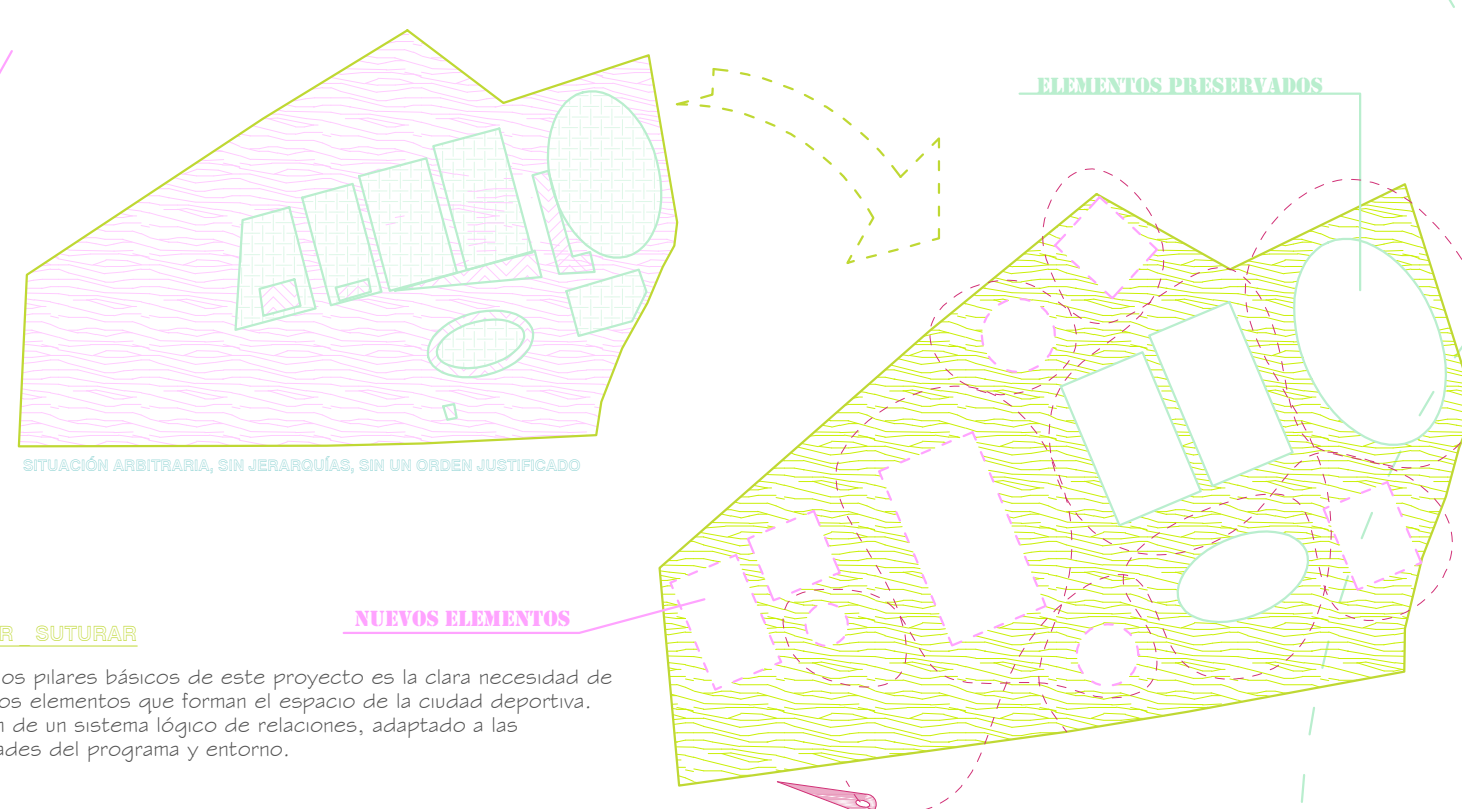 ELEMENTOS PRESERVADOS
SITUACIÓN ARBITRARIA, SIN JERARQUÍAS, SIN UN ORDEN JUSTIFICADO
NUEVOS ELEMENTOS
R SUTURAR
os pilares básicos de este proyecto es la clara necesidad de
os elementos que forman el espacio de la ciudad deportiva.
de un sistema lógico de relaciones, adaptado a las
ades del programa y entorno.